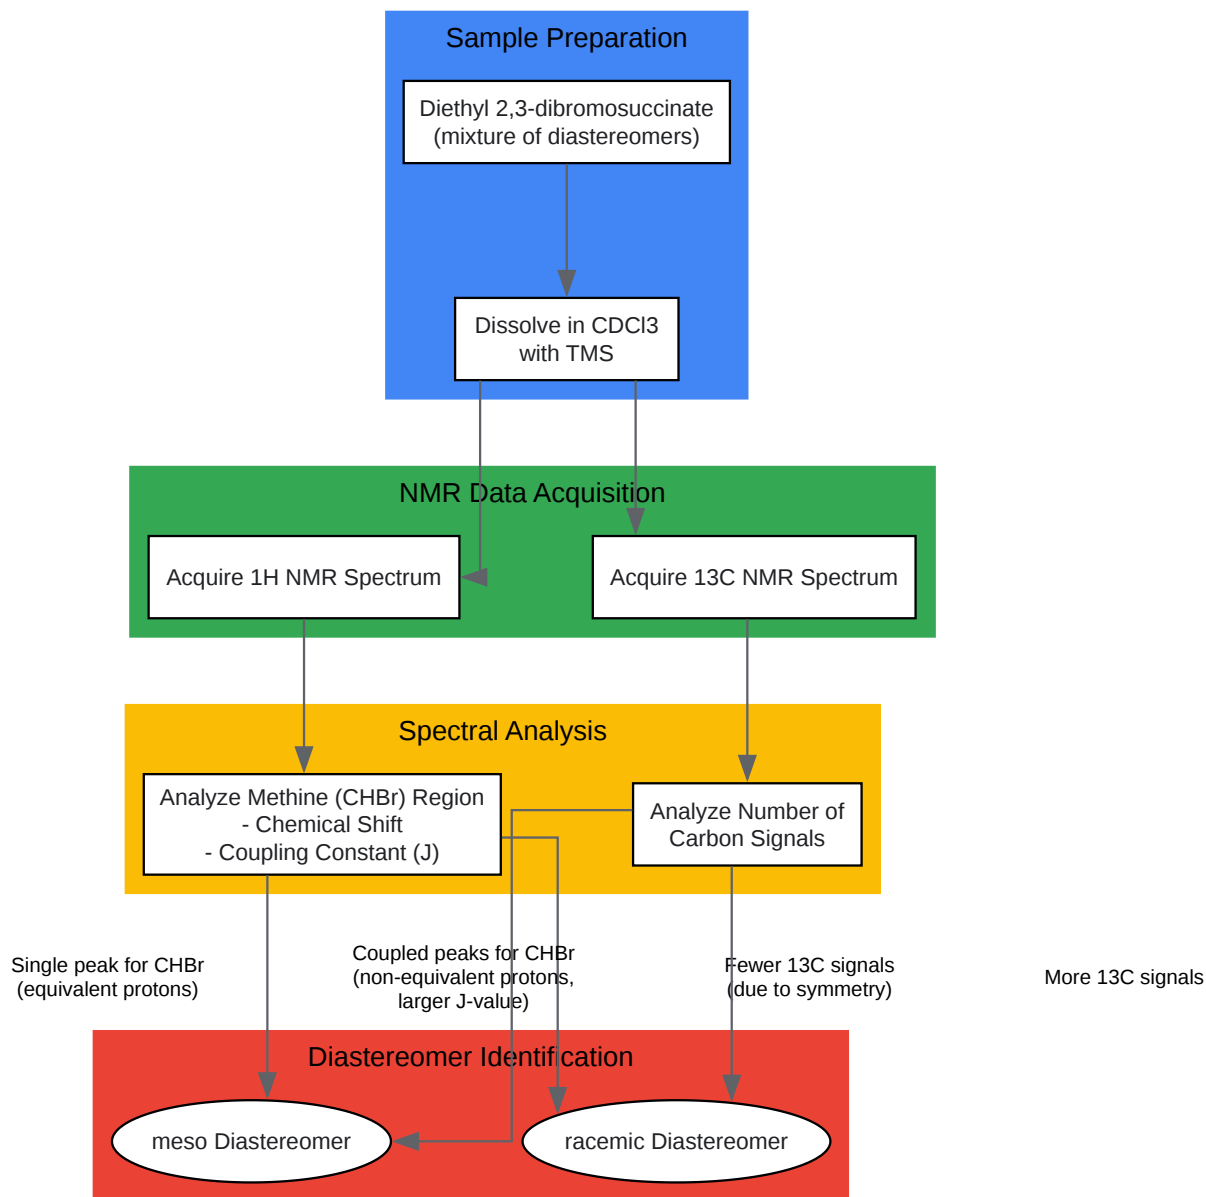 Sample Preparation
Diethyl 2,3-dibromosuccinate
(mixture of diastereomers)
Dissolve in CDCl3
with TMS
NMR Data Acquisition
Acquire 1H NMR Spectrum
Acquire 13C NMR Spectrum
Spectral Analysis
Analyze Methine (CHBr) Region
- Chemical Shift
- Coupling Constant (J)
Analyze Number of
Carbon Signals
Single peak for CHBr
(equivalent protons)
Coupled peaks for CHBr
(non-equivalent protons,
larger J-value)
Fewer 13C signals
(due to symmetry)
More 13C signals
Diastereomer Identification
meso Diastereomer
racemic Diastereomer